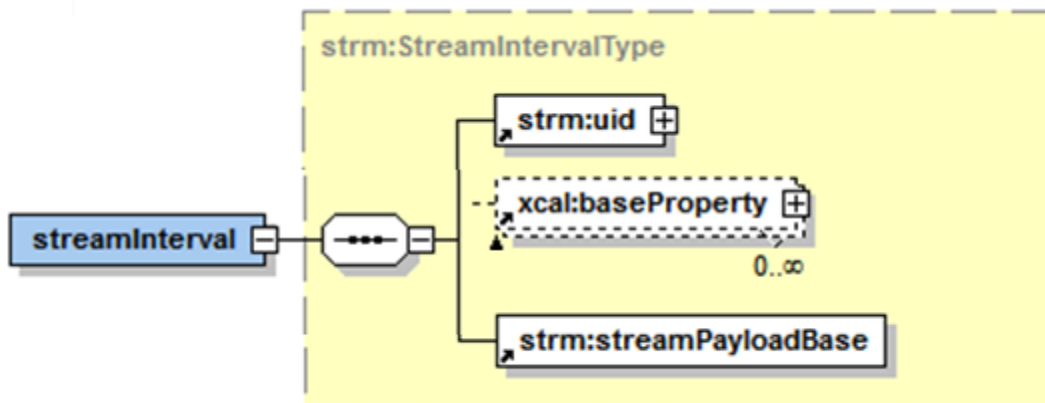 strm:StreamIntervalType
strm:uid
xcal:baseProperty
0..∞
streamInterval
strm:streamPayloadBase